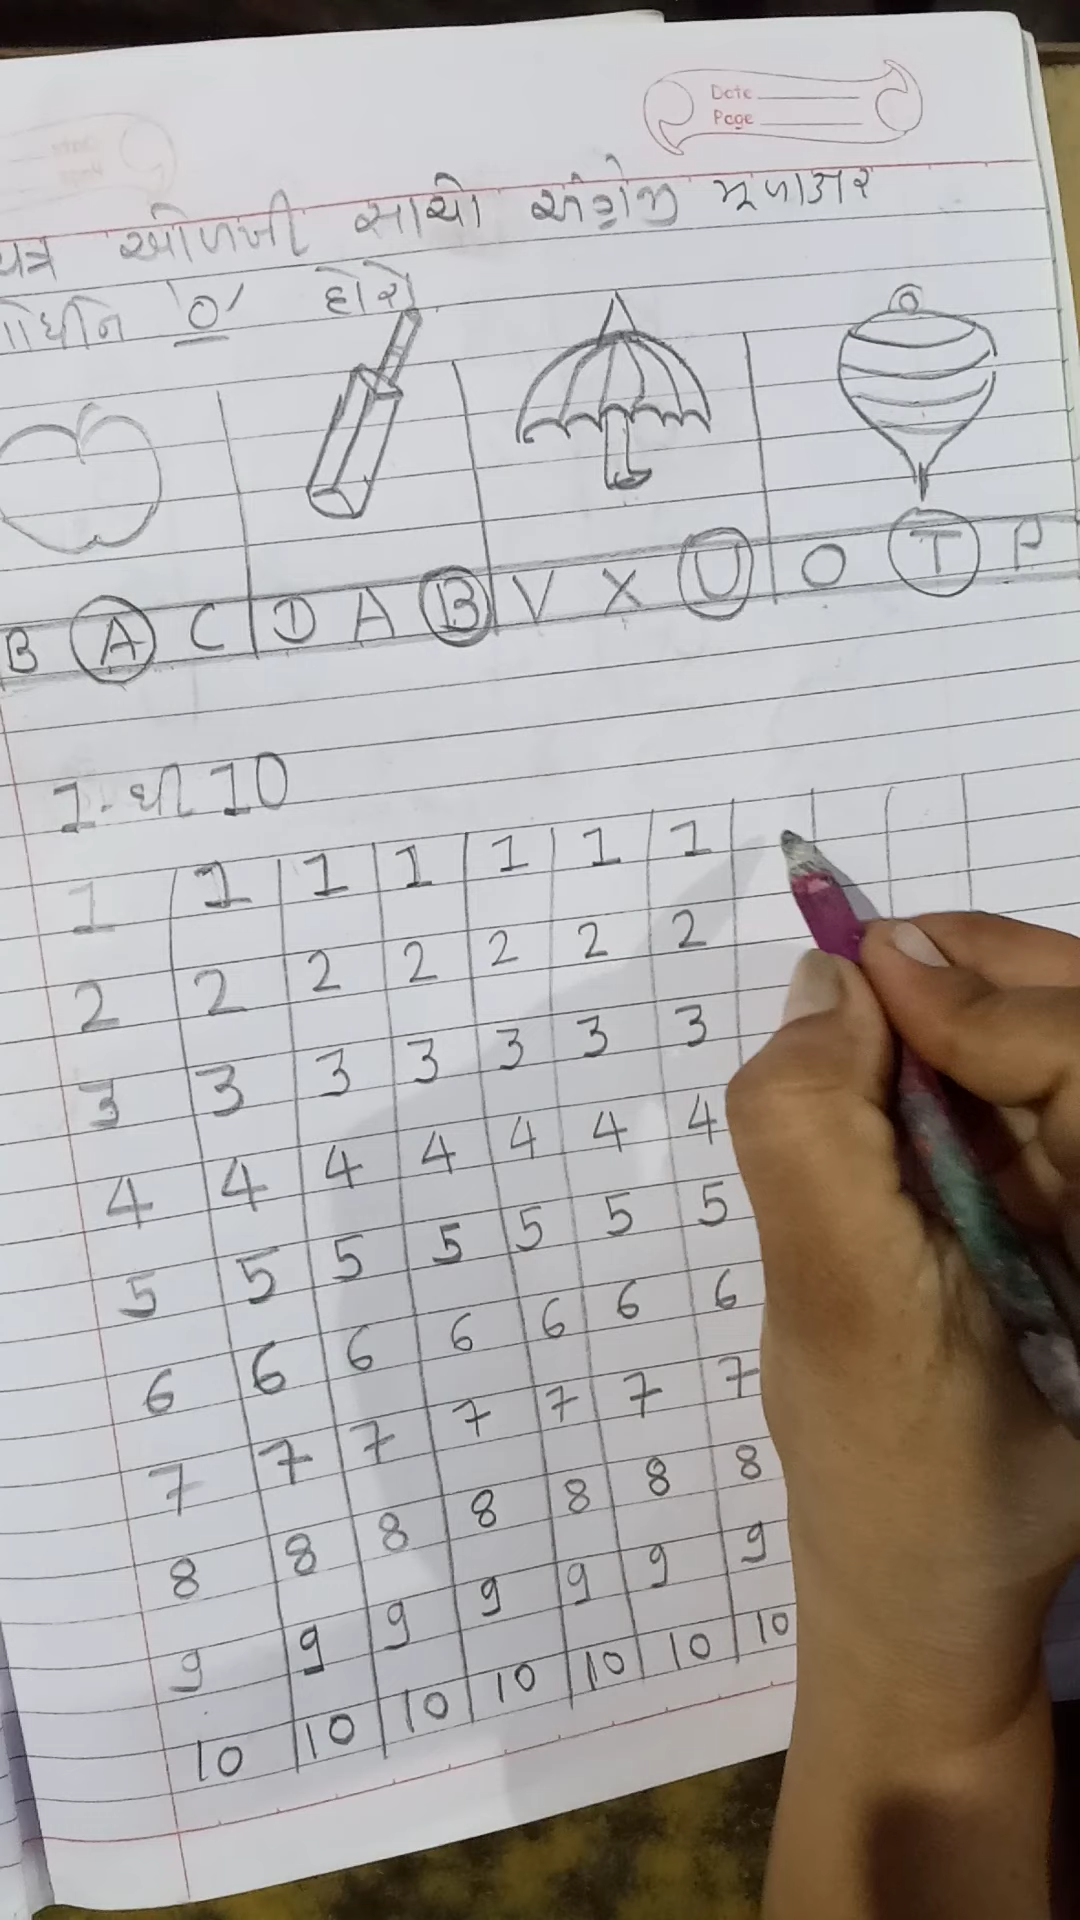 Date
Page
ચિત્ર ઓળખી સાચો અંગ્રેજી મૂળાક્ષર
શોધીને '૦' દોરો
B A C D A B V X U O T P
1 થી 10
1 1 1 1 1 1 1
2 2 2 2 2 2 2
3 3 3 3 3 3 3
4 4 4 4 4 4 4
5 5 5 5 5 5 5
6 6 6 6 6 6 6
7 7 7 7 7 7 7
8 8 8 8 8 8 8
9 9 9 9 9 9 9
10 10 10 10 10 10 10